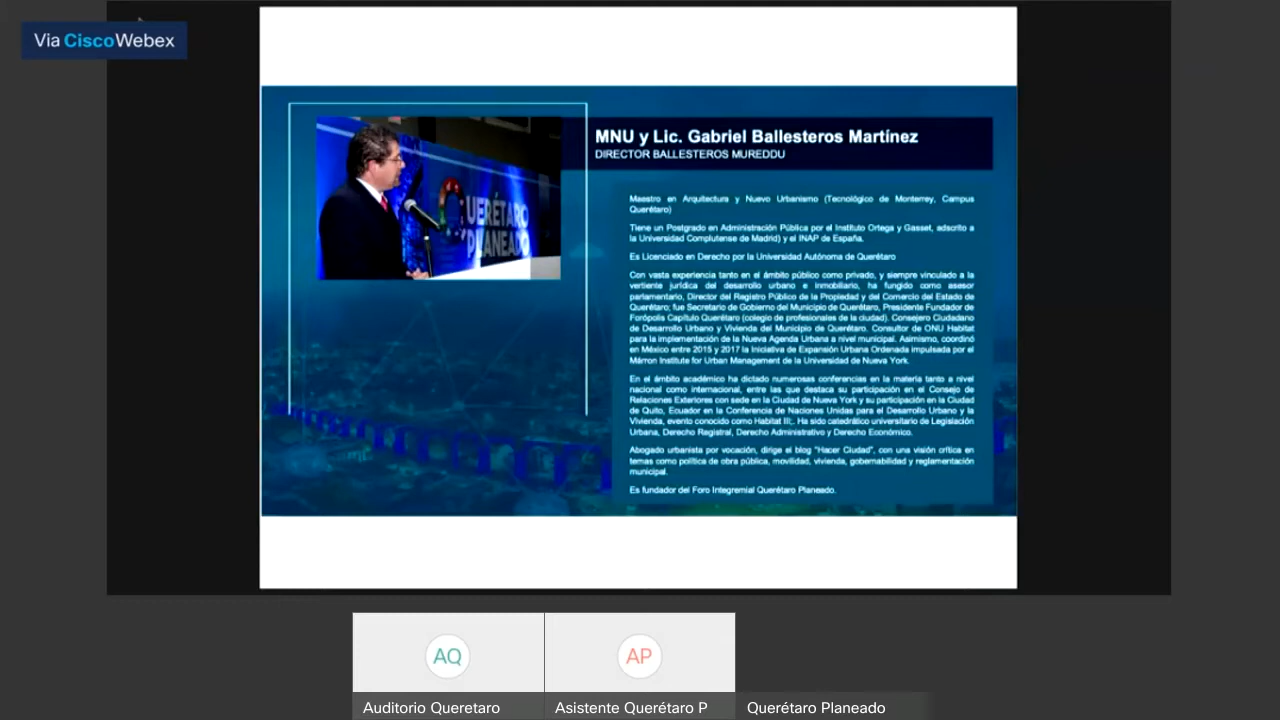 Via CiscoWebex
MNU y Lic. Gabriel Ballesteros Martínez
DIRECTOR BALLESTEROS MUREDDU
QUERÉTARO
PLANEADO
Maestro en Arquitectura y Nuevo Urbanismo (Tecnológico de Monterrey, Campus
Querétaro)
Tiene un Postgrado en Administración Pública por el Instituto Ortega y Gasset, adscrito a
la Universidad Complutense de Madrid) y el INAP de España.
Es Licenciado en Derecho por la Universidad Autónoma de Querétaro
Con vasta experiencia tanto en el ámbito público como privado, y siempre vinculado a la
vertiente jurídica del desarrollo urbano e inmobiliario, ha fungido como asesor
parlamentario, Director del Registro Público de la Propiedad y del Comercio del Estado de
Querétaro; fue Secretario de Gobierno del Municipio de Querétaro, Presidente Fundador de
Forópolis Capítulo Querétaro (colegio de profesionales de la ciudad). Consejero Ciudadano
de Desarrollo Urbano y Vivienda del Municipio de Querétaro. Consultor de ONU Habitat
para la implementación de la Nueva Agenda Urbana a nivel municipal. Asimismo, coordinó
en México entre 2015 y 2017 la Iniciativa de Expansión Urbana Ordenada impulsada por el
Márron Institute for Urban Management de la Universidad de Nueva York.
En el ámbito académico ha dictado numerosas conferencias en la materia tanto a nivel
nacional como internacional, entre las que destaca su participación en el Consejo de
Relaciones Exteriores con sede en la Ciudad de Nueva York y su participación en la Ciudad
de Quito, Ecuador en la Conferencia de Naciones Unidas para el Desarrollo Urbano y la
Vivienda, evento conocido como Habitat III;. Ha sido catedrático universitario de Legislación
Urbana, Derecho Registral, Derecho Administrativo y Derecho Económico.
Abogado urbanista por vocación, dirige el blog "Hacer Ciudad", con una visión crítica en
temas como política de obra pública, movilidad, vivienda, gobernabilidad y reglamentación
municipal.
Es fundador del Foro Integremial Querétaro Planeado.
AQ
AP
Auditorio Queretaro
Asistente Querétaro P
Querétaro Planeado